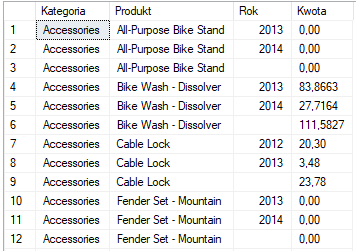 Kategoria Produkt Rok Kwota
1 Accessories All-Purpose Bike Stand 2013 0,00
2 Accessories All-Purpose Bike Stand 2014 0,00
3 Accessories All-Purpose Bike Stand 0,00
4 Accessories Bike Wash - Dissolver 2013 83,8663
5 Accessories Bike Wash - Dissolver 2014 27,7164
6 Accessories Bike Wash - Dissolver 111,5827
7 Accessories Cable Lock 2012 20,30
8 Accessories Cable Lock 2013 3,48
9 Accessories Cable Lock 23,78
10 Accessories Fender Set - Mountain 2013 0,00
11 Accessories Fender Set - Mountain 2014 0,00
12 Accessories Fender Set - Mountain 0,00